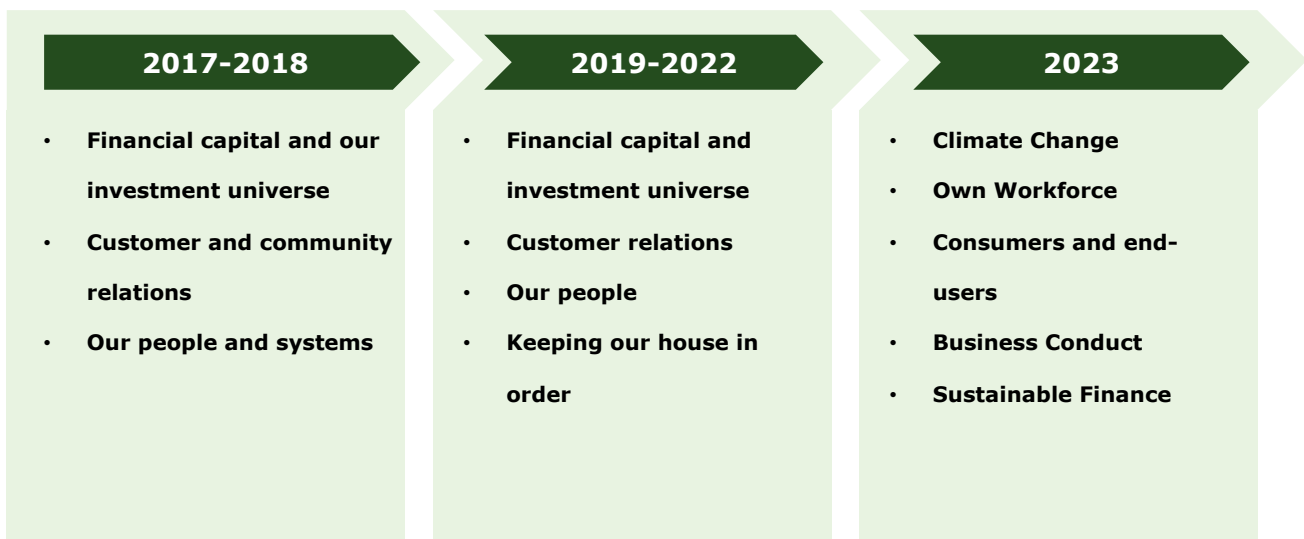 2017-2018
• Financial capital and our
investment universe
• Customer and community
relations
• Our people and systems
2019-2022
• Financial capital and
investment universe
• Customer relations
• Our people
• Keeping our house in
order
2023
• Climate Change
• Own Workforce
• Consumers and end-
users
• Business Conduct
• Sustainable Finance